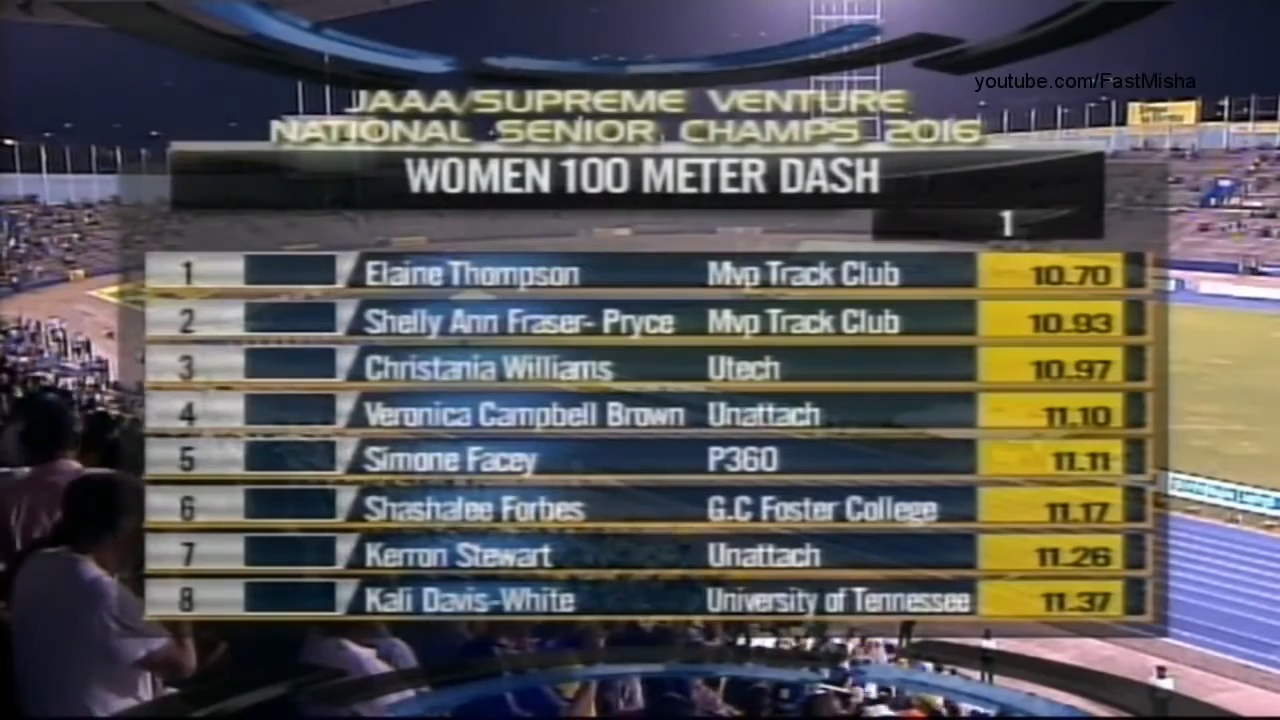 youtube.com/FastMisha
JAAA/SUPREME VENTURE
NATIONAL SENIOR CHAMPS 2016
WOMEN 100 METER DASH
1
1 Elaine Thompson Mvp Track Club 10.70
2 Shelly Ann Fraser- Pryce Mvp Track Club 10.93
3 Christania Williams Utech 10.97
4 Veronica Campbell Brown Unattach 11.10
5 Simone Facey P360 11.11
6 Shashalee Forbes G.C Foster College 11.17
7 Kerron Stewart Unattach 11.26
8 Kali Davis-White University of Tennessee 11.37